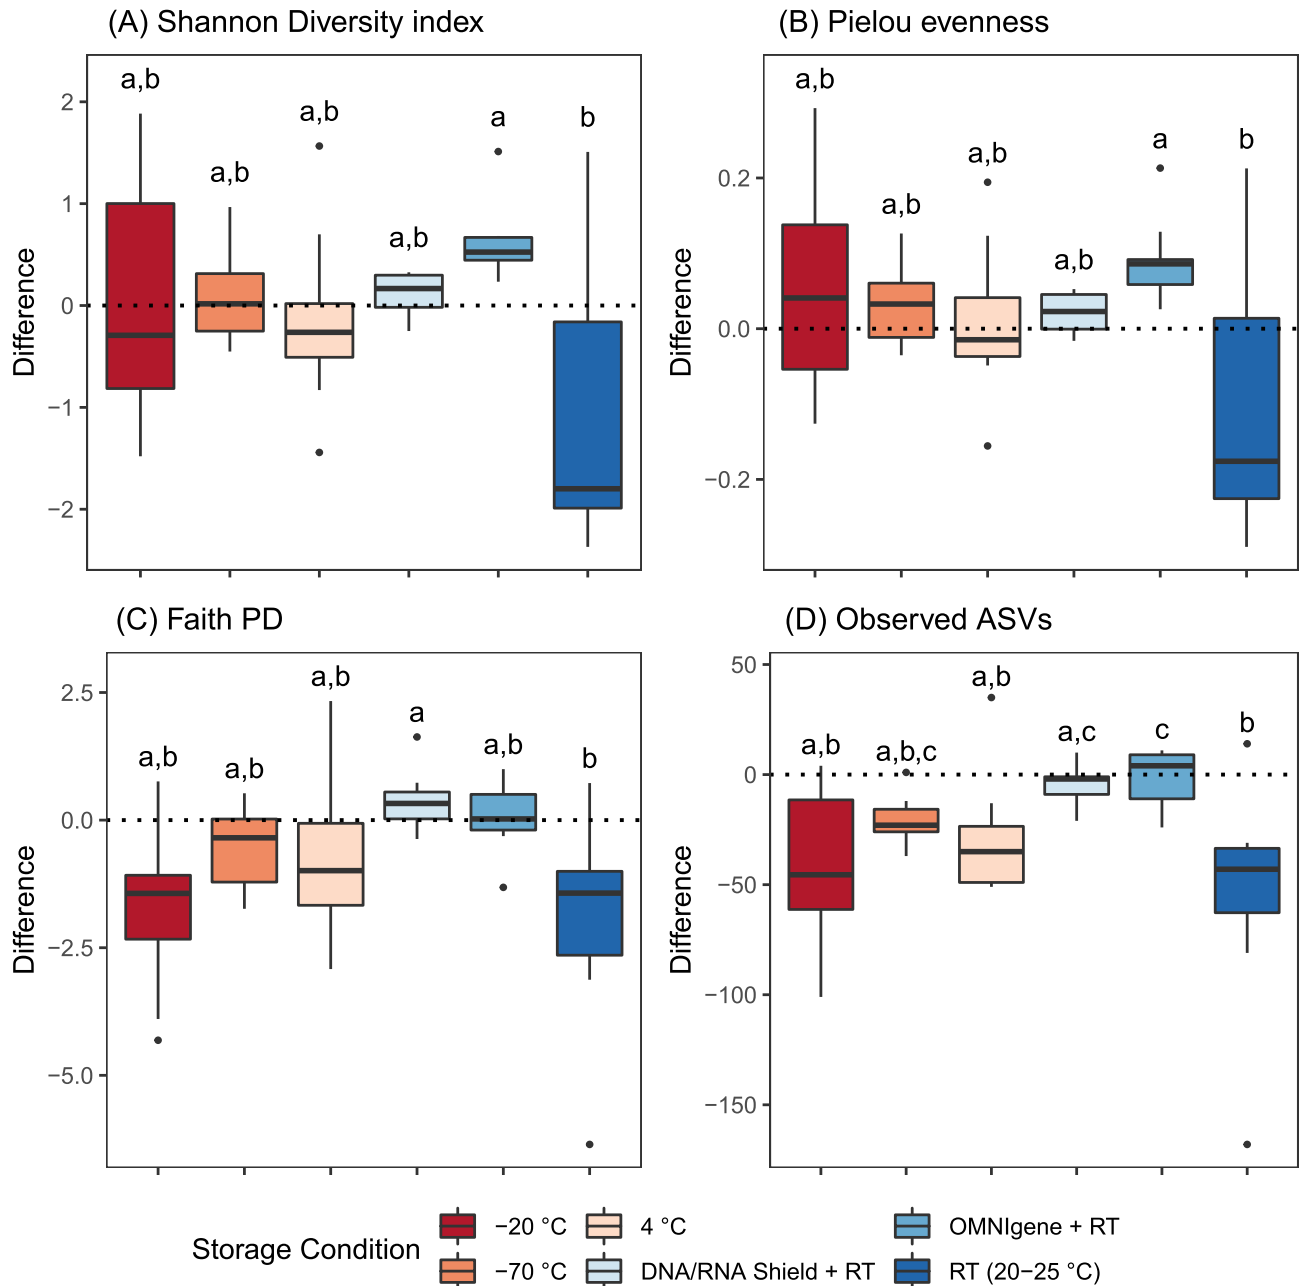 (A) Shannon Diversity index
a,b
a,b
a,b
a,b
a
b
2
1
0
−1
−2
Difference
(B) Pielou evenness
a,b
a,b
a,b
a,b
a
b
0.2
0.0
−0.2
Difference
(C) Faith PD
a,b
a,b
a,b
a
a,b
b
2.5
0.0
−2.5
−5.0
Difference
(D) Observed ASVs
a,b
a,b,c
a,b
a,c
c
b
50
0
−50
−100
−150
Difference
Storage Condition
−20 °C
−70 °C
4 °C
DNA/RNA Shield + RT
OMNIgene + RT
RT (20−25 °C)